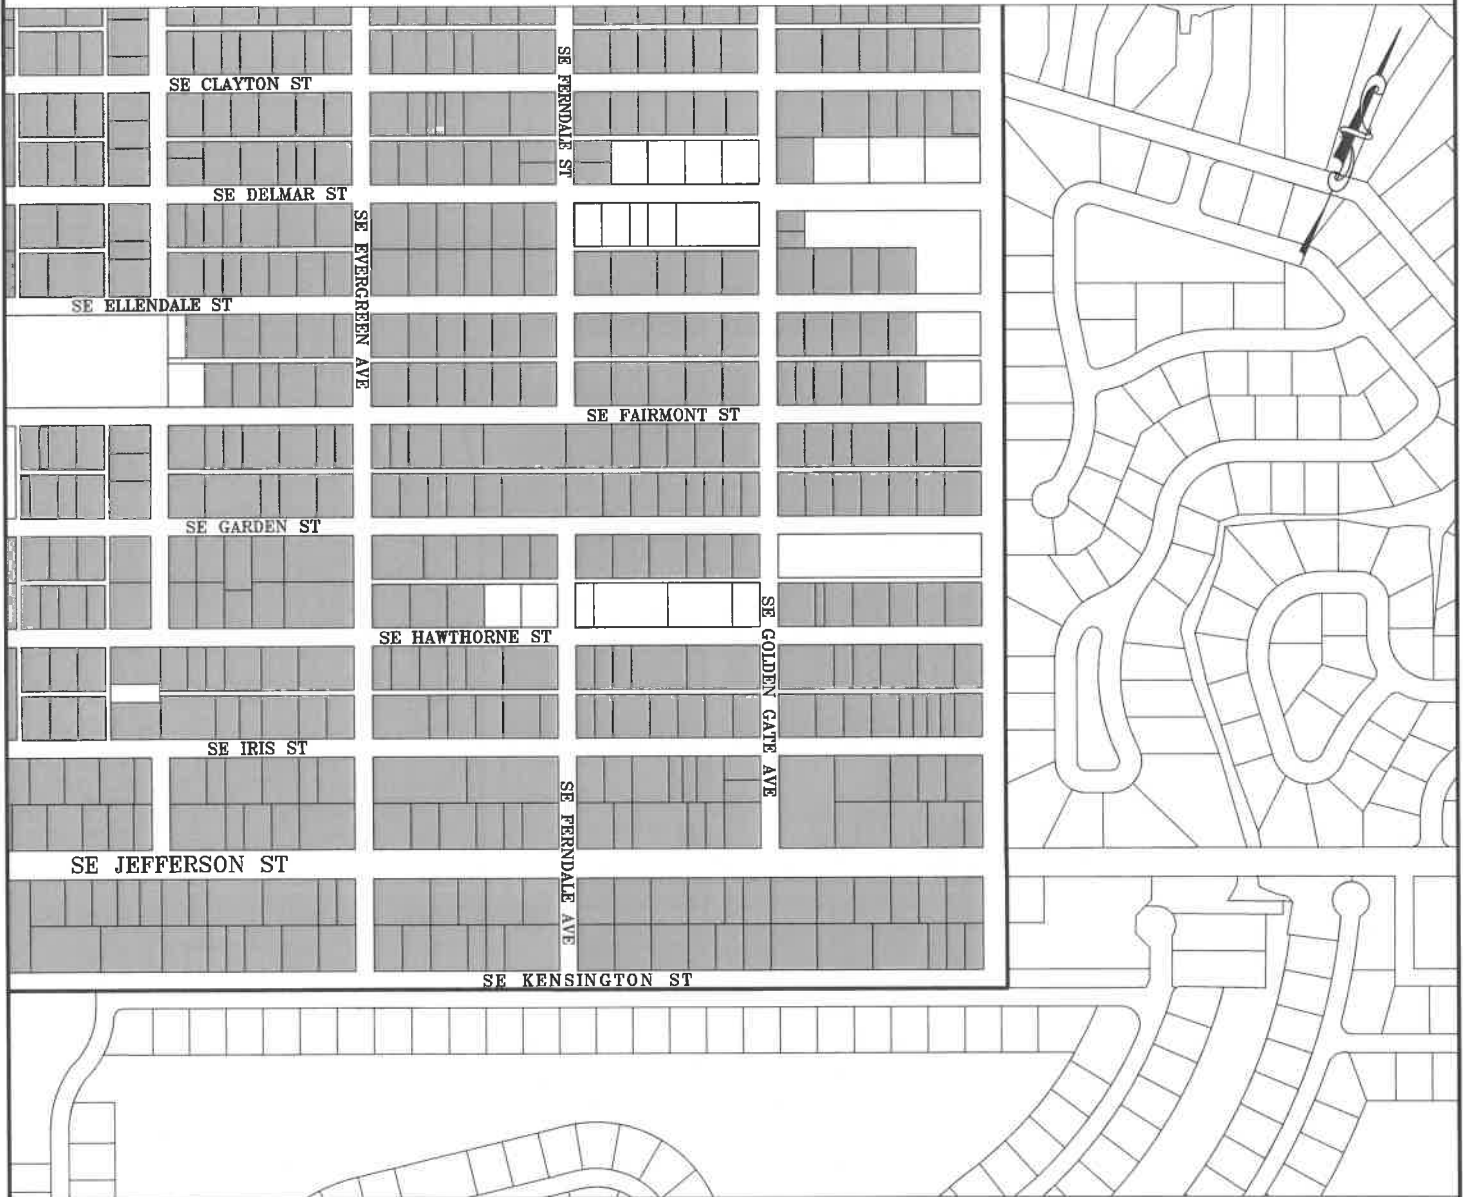 SE CLAYTON ST
SE FERNDALE ST
SE DELMAR ST
SE EVERGREEN AVE
SE ELLENDALE ST
SE FAIRMONT ST
SE GARDEN ST
SE HAWTHORNE ST
SE GOLDEN GATE AVE
SE IRIS ST
SE FERNDALE AVE
SE JEFFERSON ST
SE KENSINGTON ST